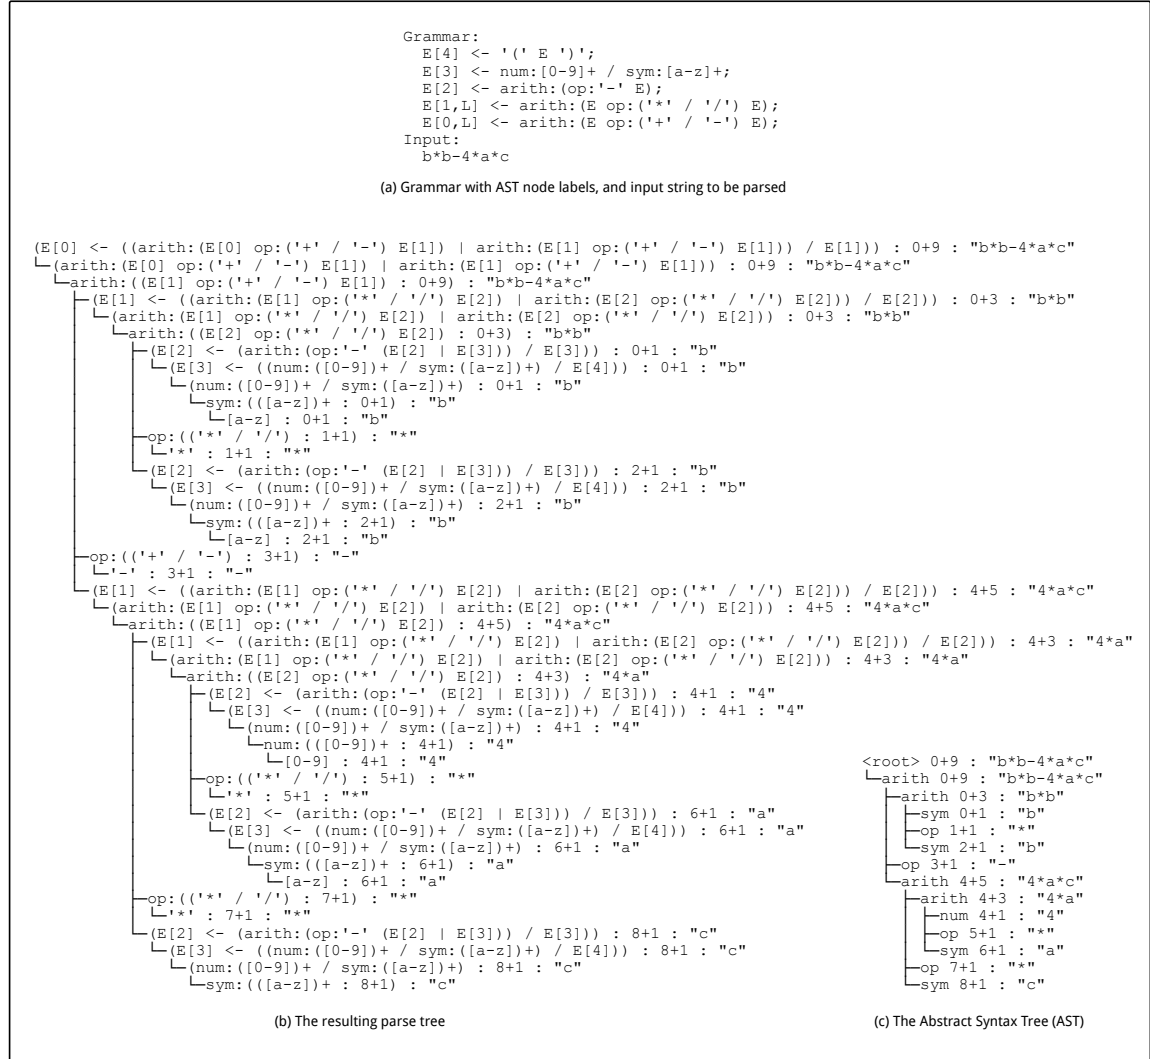 Grammar:
E[4] <- '(' E ')';
E[3] <- num:[0-9]+ / sym:[a-z]+;
E[2] <- arith:(op:'-' E);
E[1,L] <- arith:(E op:('*' / '/') E);
E[0,L] <- arith:(E op:('+' / '-') E);
Input:
b*b-4*a*c
(a) Grammar with AST node labels, and input string to be parsed
(E[0] <- ((arith:(E[0] op:('+' / '-') E[1]) | arith:(E[1] op:('+' / '-') E[1])) / E[1])) : 0+9 : "b*b-4*a*c"
└─(arith:(E[0] op:('+' / '-') E[1]) | arith:(E[1] op:('+' / '-') E[1])) : 0+9 : "b*b-4*a*c"
└─arith:((E[1] op:('+' / '-') E[1]) : 0+9) : "b*b-4*a*c"
├─(E[1] <- ((arith:(E[1] op:('*' / '/') E[2]) | arith:(E[2] op:('*' / '/') E[2])) / E[2])) : 0+3 : "b*b"
│ └─(arith:(E[1] op:('*' / '/') E[2]) | arith:(E[2] op:('*' / '/') E[2])) : 0+3 : "b*b"
│ └─arith:((E[2] op:('*' / '/') E[2]) : 0+3) : "b*b"
│ ├─(E[2] <- (arith:(op:'-' (E[2] | E[3])) / E[3])) : 0+1 : "b"
│ │ └─(E[3] <- ((num:([0-9])+ / sym:([a-z])+) / E[4])) : 0+1 : "b"
│ │ └─(num:([0-9])+ / sym:([a-z])+) : 0+1 : "b"
│ │ └─sym:(([a-z])+ : 0+1) : "b"
│ │ └─[a-z] : 0+1 : "b"
│ ├─op:(('*' / '/') : 1+1) : "*"
│ │ └─'*' : 1+1 : "*"
│ └─(E[2] <- (arith:(op:'-' (E[2] | E[3])) / E[3])) : 2+1 : "b"
│ └─(E[3] <- ((num:([0-9])+ / sym:([a-z])+) / E[4])) : 2+1 : "b"
│ └─(num:([0-9])+ / sym:([a-z])+) : 2+1 : "b"
│ └─sym:(([a-z])+ : 2+1) : "b"
│ └─[a-z] : 2+1 : "b"
├─op:(('+' / '-') : 3+1) : "-"
│ └─'-' : 3+1 : "-"
└─(E[1] <- ((arith:(E[1] op:('*' / '/') E[2]) | arith:(E[2] op:('*' / '/') E[2])) / E[2])) : 4+5 : "4*a*c"
└─(arith:(E[1] op:('*' / '/') E[2]) | arith:(E[2] op:('*' / '/') E[2])) : 4+5 : "4*a*c"
└─arith:((E[1] op:('*' / '/') E[2]) : 4+5) : "4*a*c"
├─(E[1] <- ((arith:(E[1] op:('*' / '/') E[2]) | arith:(E[2] op:('*' / '/') E[2])) / E[2])) : 4+3 : "4*a"
│ └─(arith:(E[1] op:('*' / '/') E[2]) | arith:(E[2] op:('*' / '/') E[2])) : 4+3 : "4*a"
│ └─arith:((E[2] op:('*' / '/') E[2]) : 4+3) : "4*a"
│ ├─(E[2] <- (arith:(op:'-' (E[2] | E[3])) / E[3])) : 4+1 : "4"
│ │ └─(E[3] <- ((num:([0-9])+ / sym:([a-z])+) / E[4])) : 4+1 : "4"
│ │ └─(num:([0-9])+ / sym:([a-z])+) : 4+1 : "4"
│ │ └─num:(([0-9])+ : 4+1) : "4"
│ │ └─[0-9] : 4+1 : "4"
│ ├─op:(('*' / '/') : 5+1) : "*"
│ │ └─'*' : 5+1 : "*"
│ └─(E[2] <- (arith:(op:'-' (E[2] | E[3])) / E[3])) : 6+1 : "a"
│ └─(E[3] <- ((num:([0-9])+ / sym:([a-z])+) / E[4])) : 6+1 : "a"
│ └─(num:([0-9])+ / sym:([a-z])+) : 6+1 : "a"
│ └─sym:(([a-z])+ : 6+1) : "a"
│ └─[a-z] : 6+1 : "a"
├─op:(('*' / '/') : 7+1) : "*"
│ └─'*' : 7+1 : "*"
└─(E[2] <- (arith:(op:'-' (E[2] | E[3])) / E[3])) : 8+1 : "c"
└─(E[3] <- ((num:([0-9])+ / sym:([a-z])+) / E[4])) : 8+1 : "c"
└─(num:([0-9])+ / sym:([a-z])+) : 8+1 : "c"
└─sym:(([a-z])+ : 8+1) : "c"
(b) The resulting parse tree
<root> 0+9 : "b*b-4*a*c"
└─arith 0+9 : "b*b-4*a*c"
├─arith 0+3 : "b*b"
│ ├─sym 0+1 : "b"
│ ├─op 1+1 : "*"
│ └─sym 2+1 : "b"
├─op 3+1 : "-"
└─arith 4+5 : "4*a*c"
├─arith 4+3 : "4*a"
│ ├─num 4+1 : "4"
│ ├─op 5+1 : "*"
│ └─sym 6+1 : "a"
├─op 7+1 : "*"
└─sym 8+1 : "c"
(c) The Abstract Syntax Tree (AST)